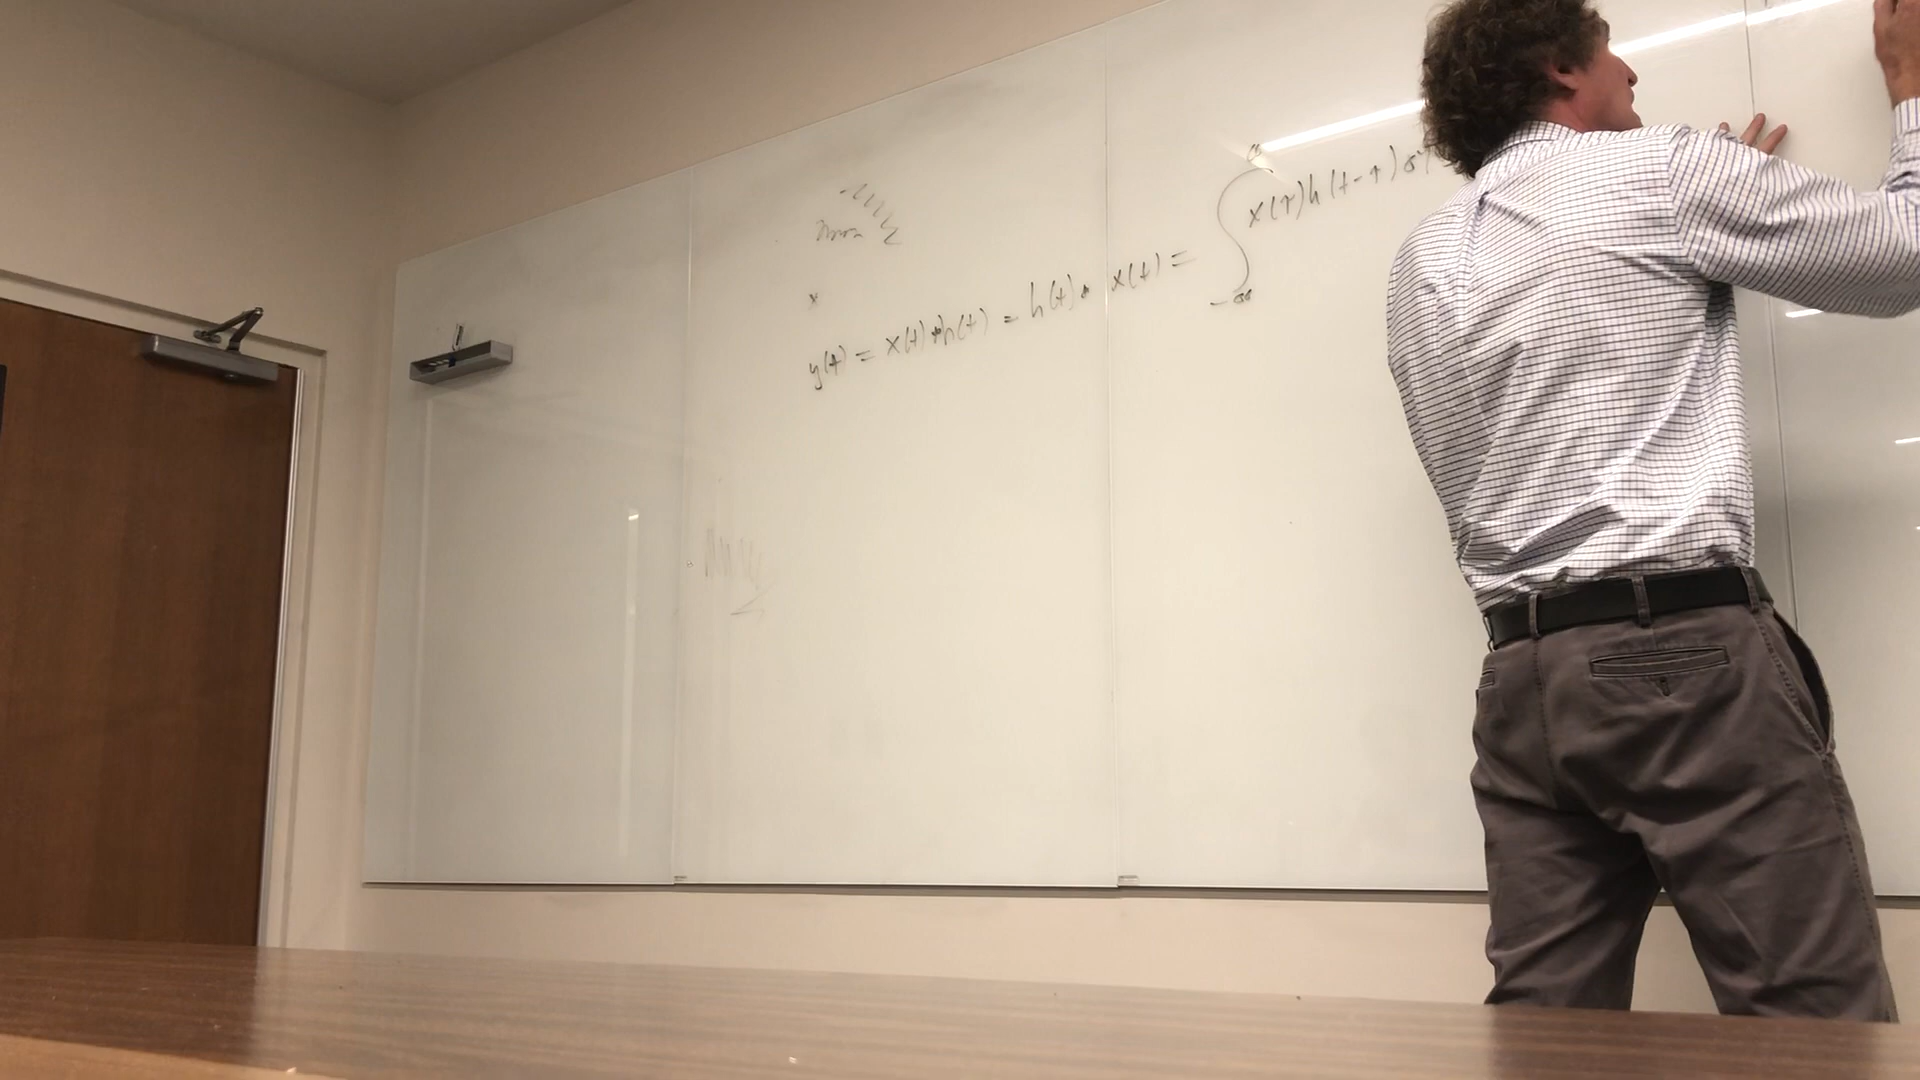 y(t) = x(t) * h(t) = h(t) * x(t) = ∫_{-∞}^{∞} x(τ) h(t-τ) dτ